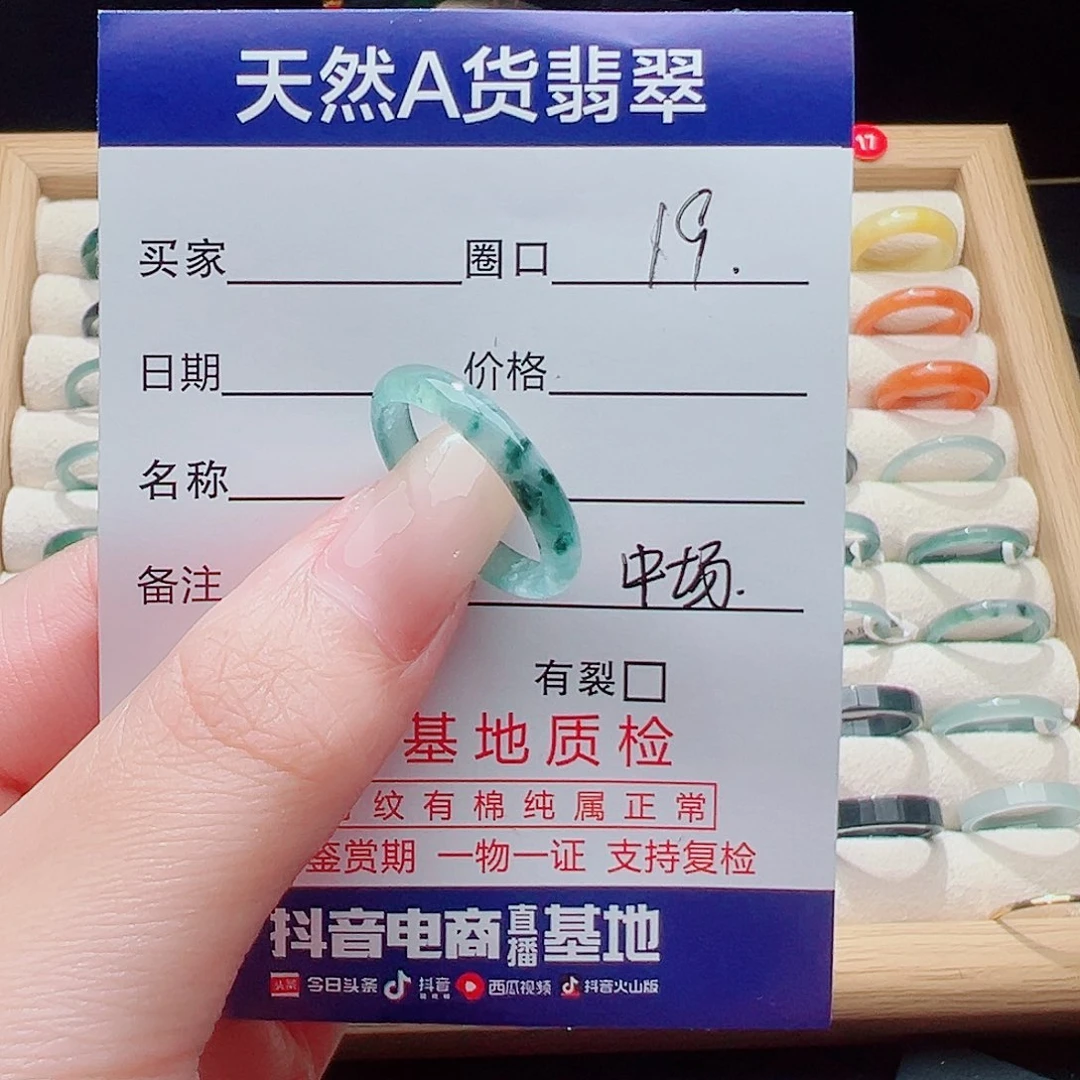 天然A货翡翠
17
买家 圈口 19.
日期 价格
名称
备注 中场.
有裂
基地质检
纹有棉纯属正常
鉴赏期 一物一证 支持复检
抖音电商直播基地
头条 今日头条 抖音 西瓜视频 抖音火山版